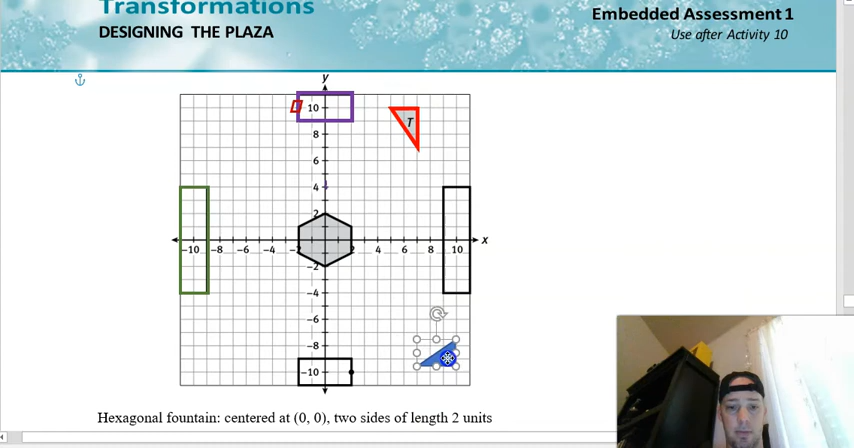 Transformations
DESIGNING THE PLAZA
Embedded Assessment 1
Use after Activity 10
y
10
T
8
6
4
2
-10 -8 -6 -4 -2 2 4 6 8 10 x
-2
-4
-6
-8
-10
Hexagonal fountain: centered at (0, 0), two sides of length 2 units